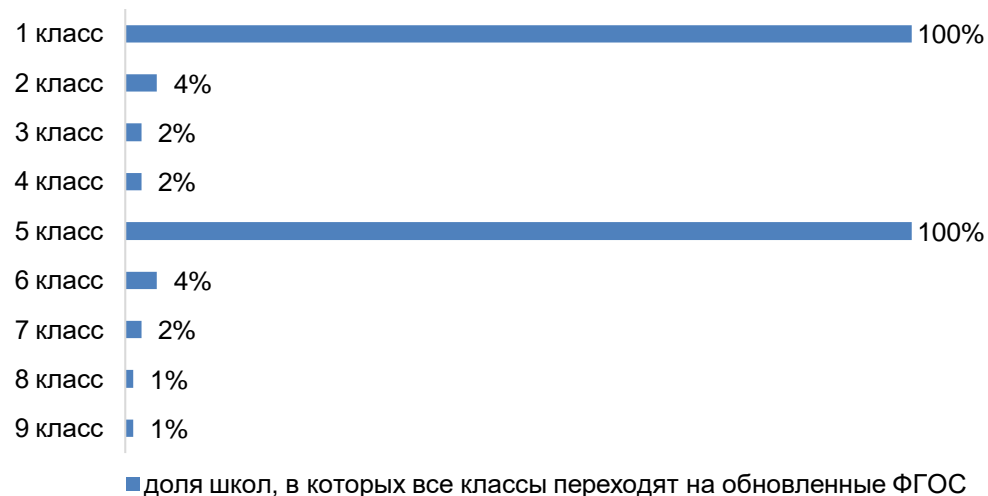 1 класс 100%
2 класс 4%
3 класс 2%
4 класс 2%
5 класс 100%
6 класс 4%
7 класс 2%
8 класс 1%
9 класс 1%
доля школ, в которых все классы переходят на обновленные ФГОС